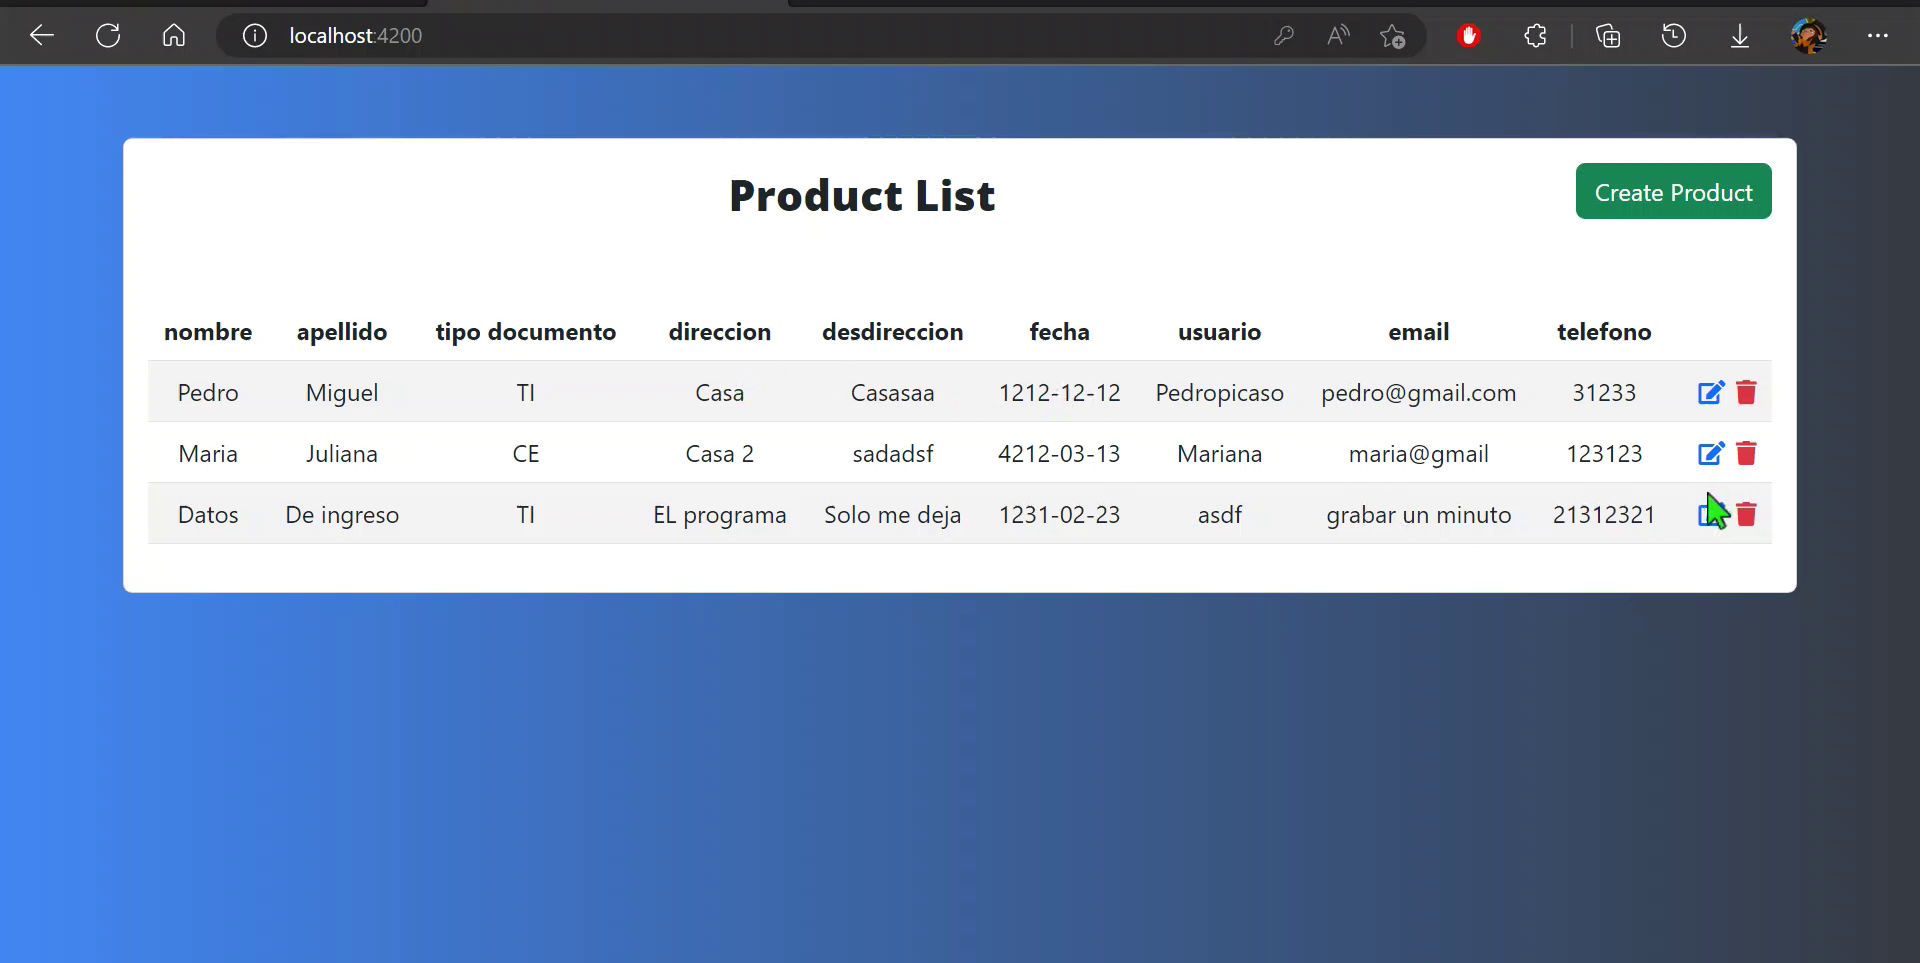 localhost:4200
Product List
Create Product
nombre apellido tipo documento direccion desdireccion fecha usuario email telefono
Pedro Miguel TI Casa Casasaa 1212-12-12 Pedropicaso pedro@gmail.com 31233
Maria Juliana CE Casa 2 sadadsf 4212-03-13 Mariana maria@gmail 123123
Datos De ingreso TI EL programa Solo me deja 1231-02-23 asdf grabar un minuto 21312321